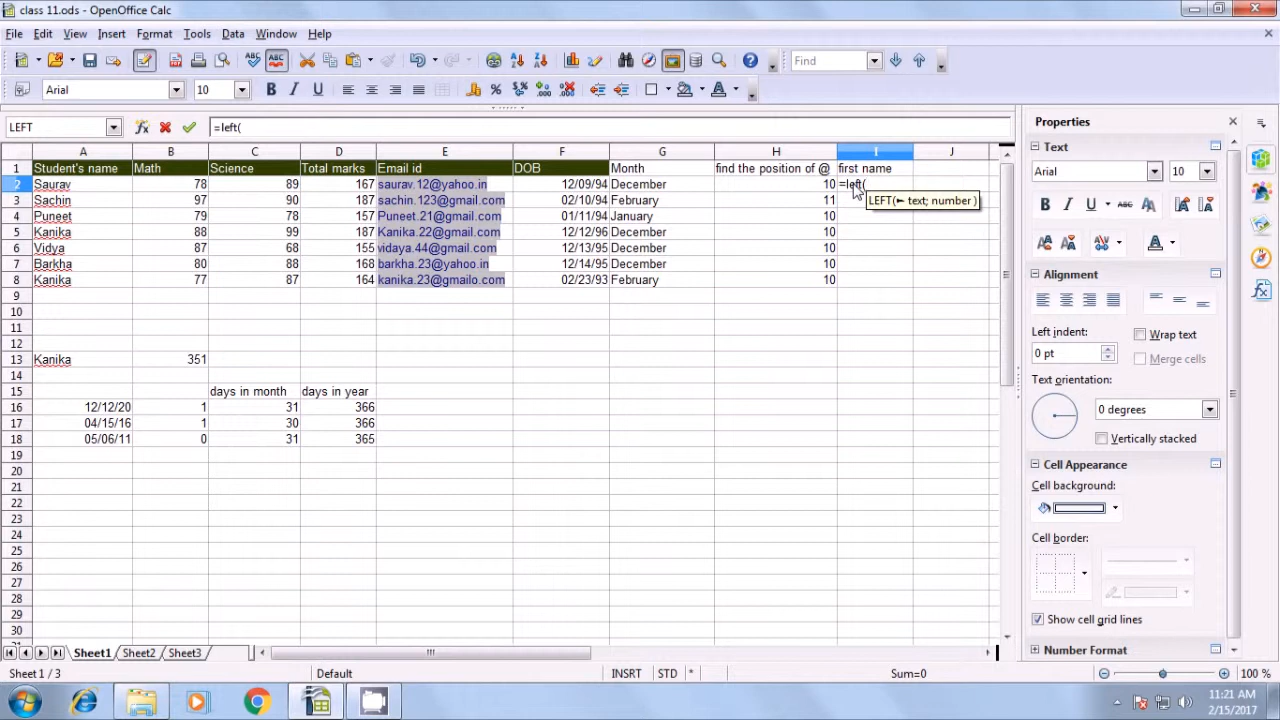 class 11.ods - OpenOffice Calc
File Edit View Insert Format Tools Data Window Help
Find
Arial 10
LEFT =left(
A B C D E F G H I J
1 Student's name Math Science Total marks Email id DOB Month find the position of @ first name
2 Saurav 78 89 167 saurav.12@yahoo.in 12/09/94 December 10 =left(
3 Sachin 97 90 187 sachin.123@gmail.com 02/10/94 February 11 LEFT( text; number )
4 Puneet 79 78 157 Puneet.21@gmail.com 01/11/94 January 10
5 Kanika 88 99 187 Kanika.22@gmail.com 12/12/96 December 10
6 Vidya 87 68 155 vidaya.44@gmail.com 12/13/95 December 10
7 Barkha 80 88 168 barkha.23@yahoo.in 12/14/95 December 10
8 Kanika 77 87 164 kanika.23@gmailo.com 02/23/93 February 10
9
10
11
12
13 Kanika 351
14
15 days in month days in year
16 12/12/20 1 31 366
17 04/15/16 1 30 366
18 05/06/11 0 31 365
19
20
21
22
23
24
25
26
27
28
29
30
Properties
Text
Arial 10
Alignment
Left indent:
Wrap text
0 pt
Merge cells
Text orientation:
0 degrees
Vertically stacked
Cell Appearance
Cell background:
Cell border:
Show cell grid lines
Number Format
Sheet1 Sheet2 Sheet3
Sheet 1 / 3 Default INSRT STD * Sum=0 100 %
11:21 AM
2/15/2017